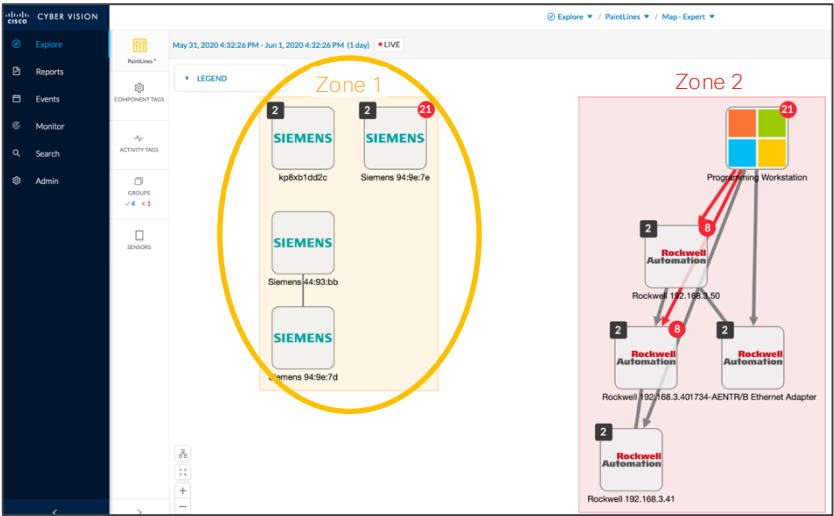 CISCO CYBER VISION
Explore ▼ / PaintLines ▼ / Map - Expert ▼
Explore
Reports
Events
Monitor
Search
Admin
PaintLines*
COMPONENT TAGS
ACTIVITY TAGS
GROUPS
✓4 ×1
SENSORS
May 31, 2020 4:32:26 PM - Jun 1, 2020 4:32:26 PM (1 day) • LIVE
LEGEND
Zone 1
2
SIEMENS
kp8xb1dd2c
2
21
SIEMENS
Siemens 94:9e:7e
SIEMENS
Siemens 44:93:bb
SIEMENS
Siemens 94:9e:7d
Zone 2
21
Programming Workstation
2
8
Rockwell
Automation
Rockwell 192.168.3.50
2
8
Rockwell
Automation
Rockwell 192.168.3.40
2
Rockwell
Automation
1734-AENTR/B Ethernet Adapter
2
Rockwell
Automation
Rockwell 192.168.3.41
+
−